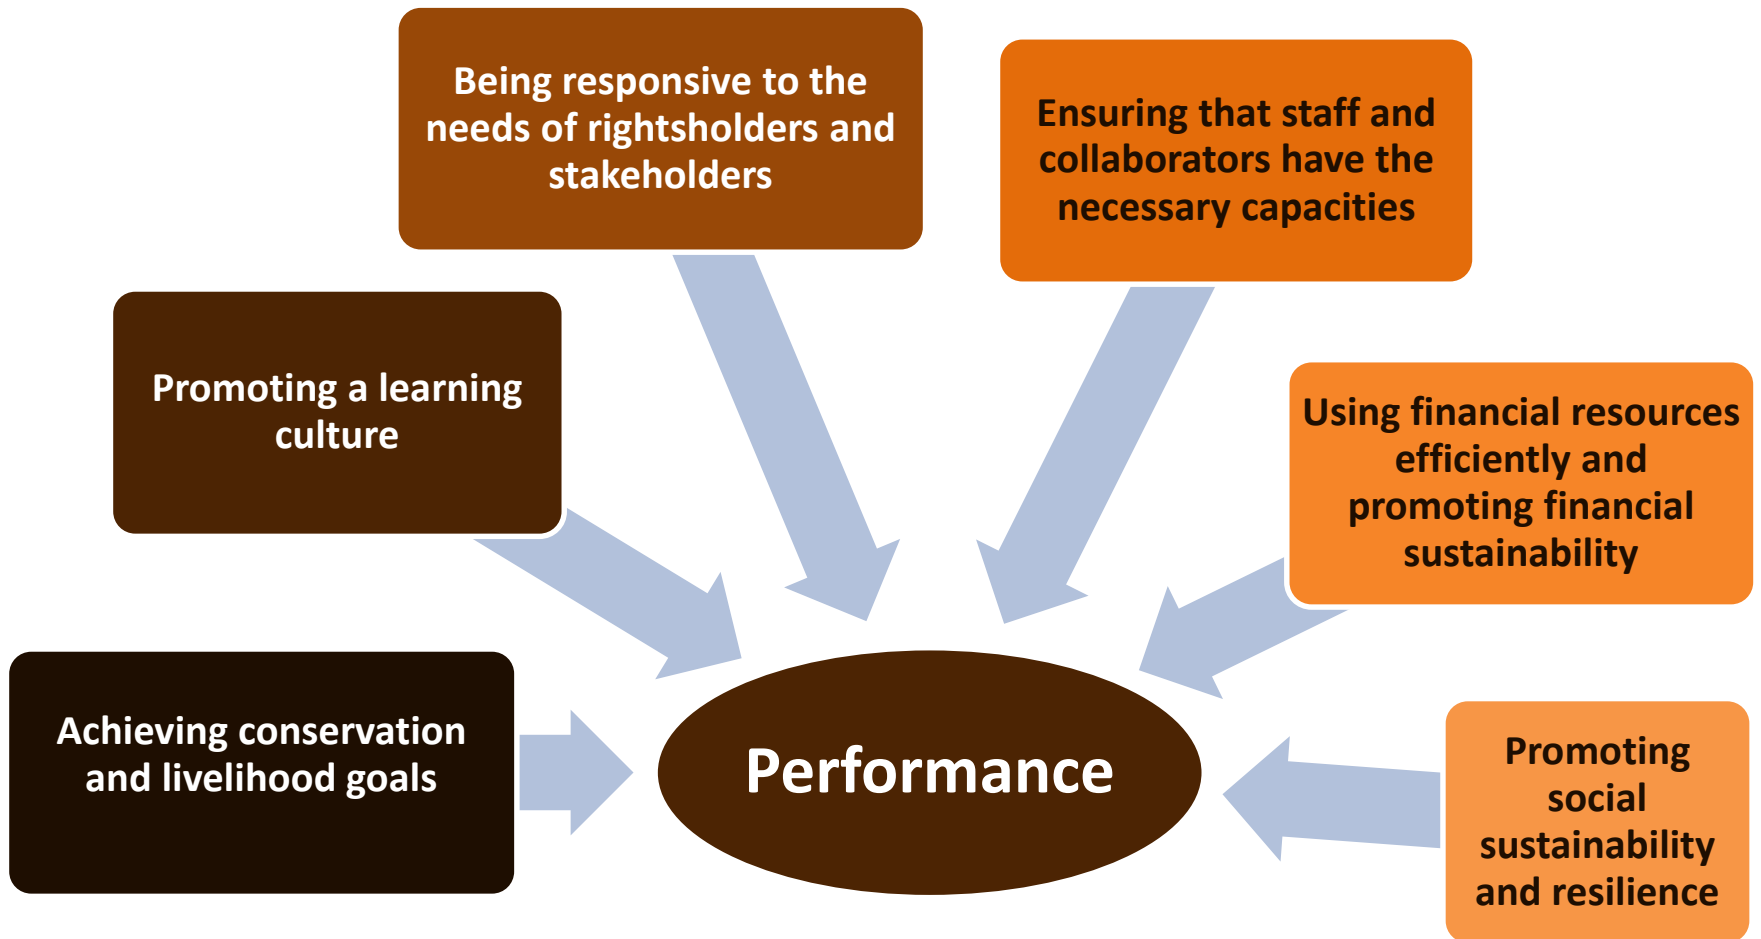 Being responsive to the
needs of rightsholders and
stakeholders
Ensuring that staff and
collaborators have the
necessary capacities
Promoting a learning
culture
Using financial resources
efficiently and
promoting financial
sustainability
Achieving conservation
and livelihood goals
Performance
Promoting
social
sustainability
and resilience